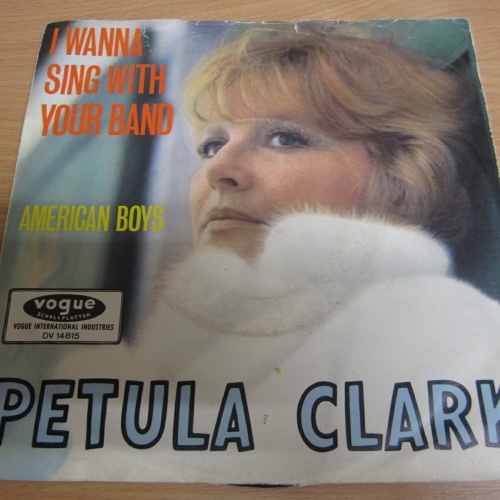 I WANNA
SING WITH
YOUR BAND
AMERICAN BOYS
vogue
SCHALLPLATTEN
VOGUE INTERNATIONAL INDUSTRIES
DV 14815
PETULA CLARK